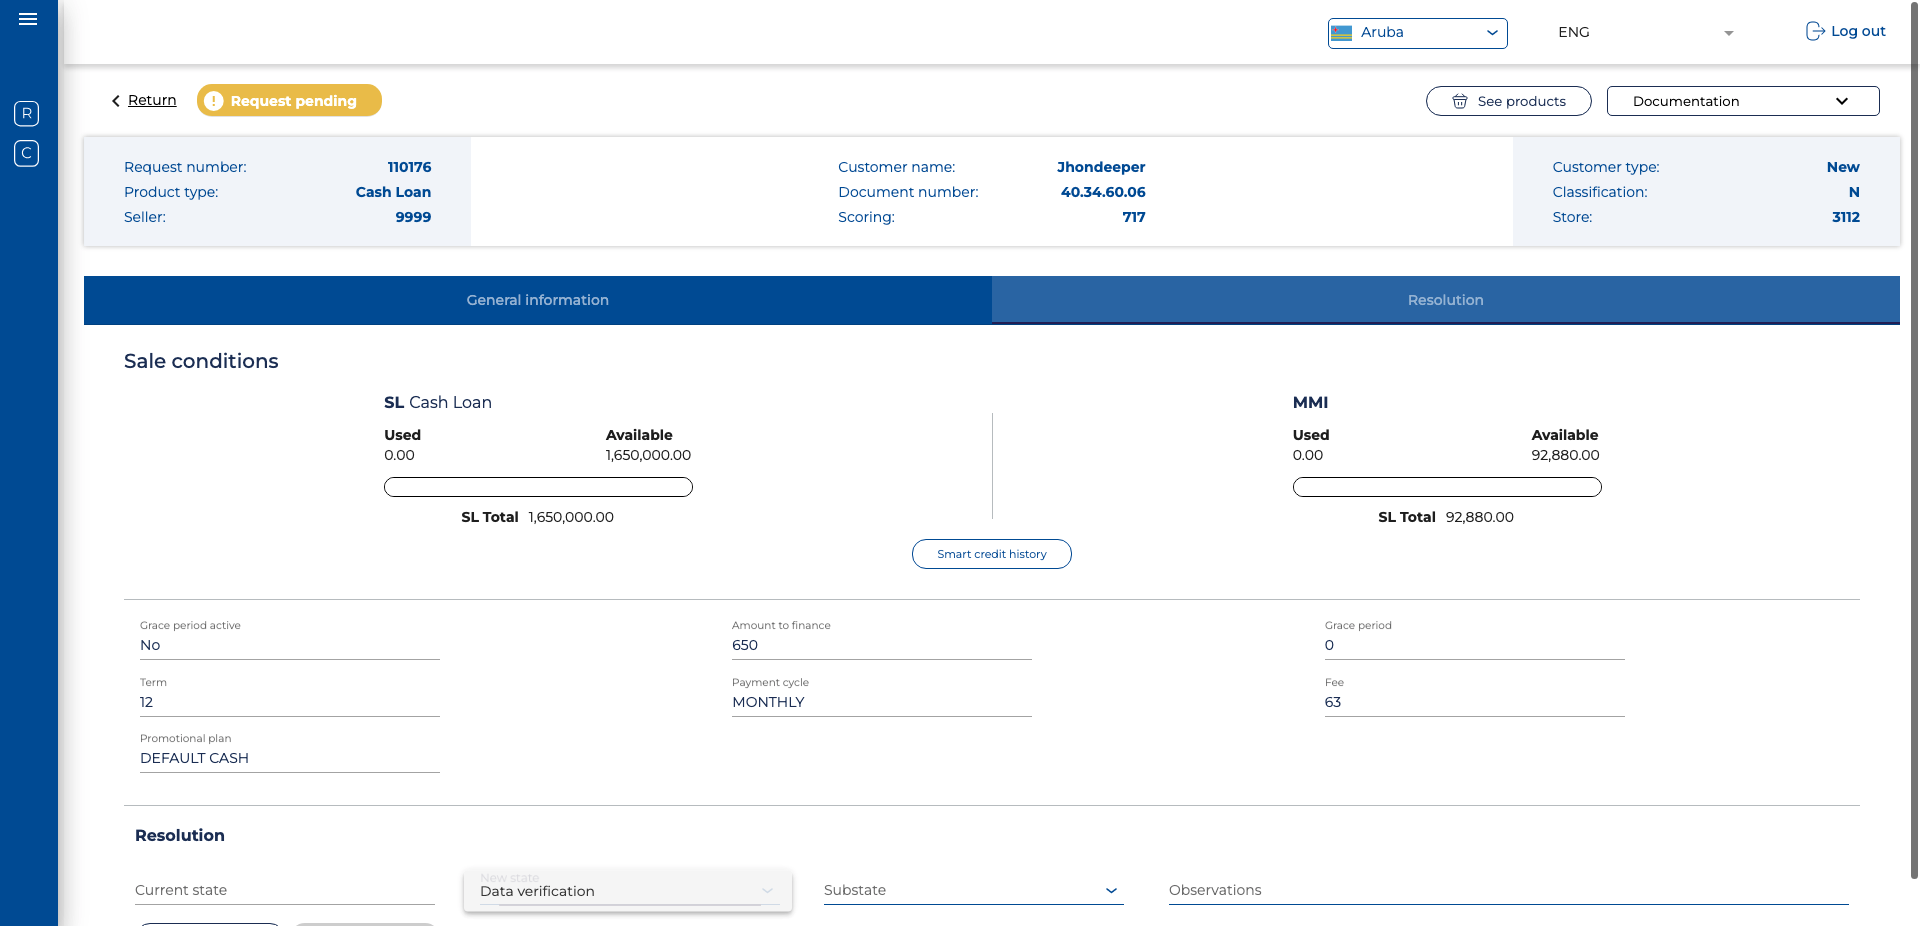 Aruba
ENG
Log out
R
C
Return
Request pending
See products
Documentation
Request number: 110176
Product type: Cash Loan
Seller: 9999
Customer name: Jhondeeper
Document number: 40.34.60.06
Scoring: 717
Customer type: New
Classification: N
Store: 3112
General information
Resolution
Sale conditions
SL Cash Loan
Used Available
0.00 1,650,000.00
SL Total 1,650,000.00
MMI
Used Available
0.00 92,880.00
SL Total 92,880.00
Smart credit history
Grace period active
No
Amount to finance
650
Grace period
0
Term
12
Payment cycle
MONTHLY
Fee
63
Promotional plan
DEFAULT CASH
Resolution
Current state
New state
Data verification
Substate
Observations